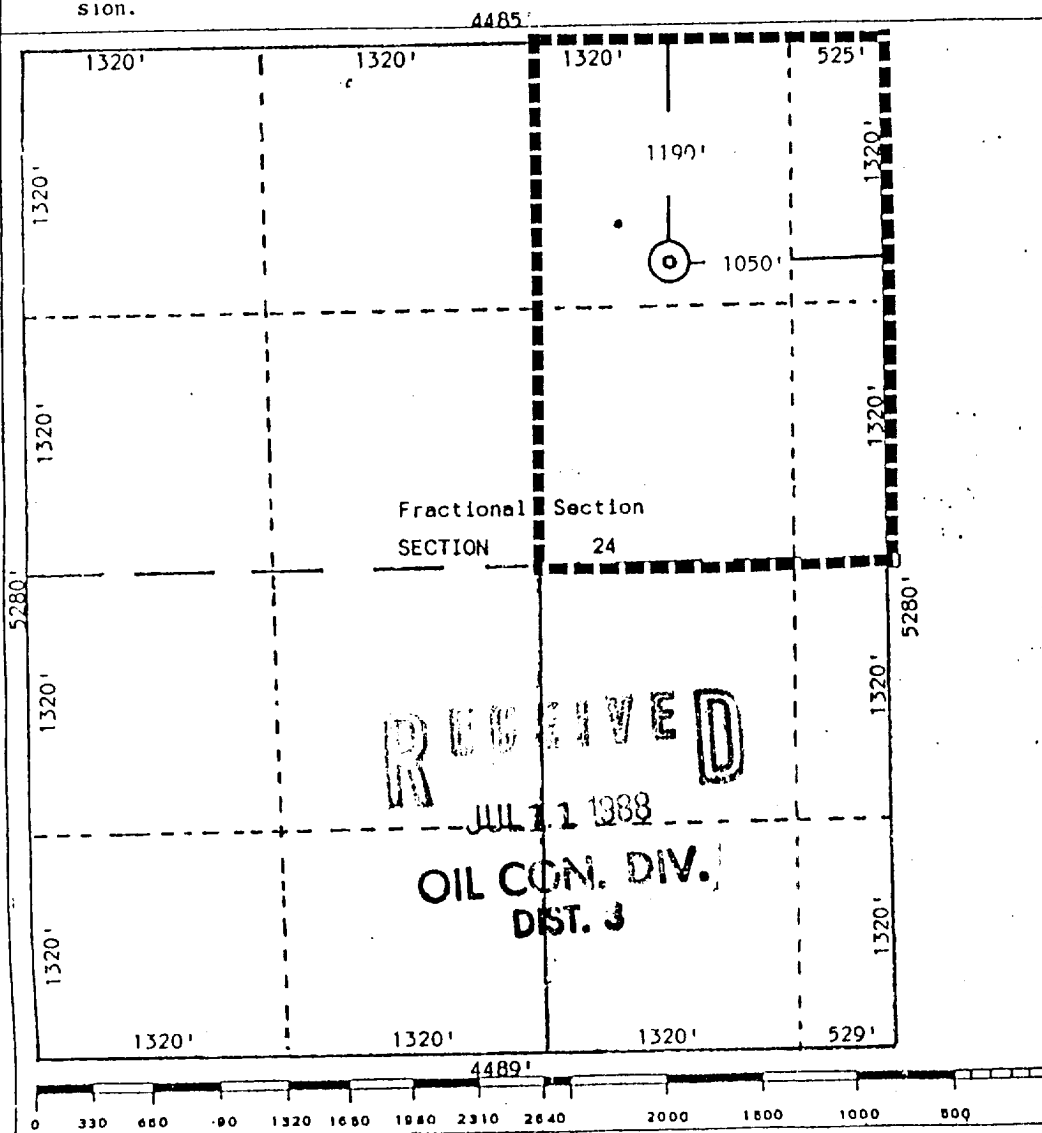 sion.
4485'
1320' 1320' 1320' 525'
1190'
1320' 1320'
1050'
1320' 1320'
Fractional Section
SECTION 24
5280' 5280'
1320' 1320'
RECEIVED
JUL 11 1988
OIL CON. DIV.
DIST. 3
1320' 1320'
1320' 1320' 1320' 529'
4489'
0 330 660 90 1320 1650 1980 2310 2640 2000 1500 1000 500